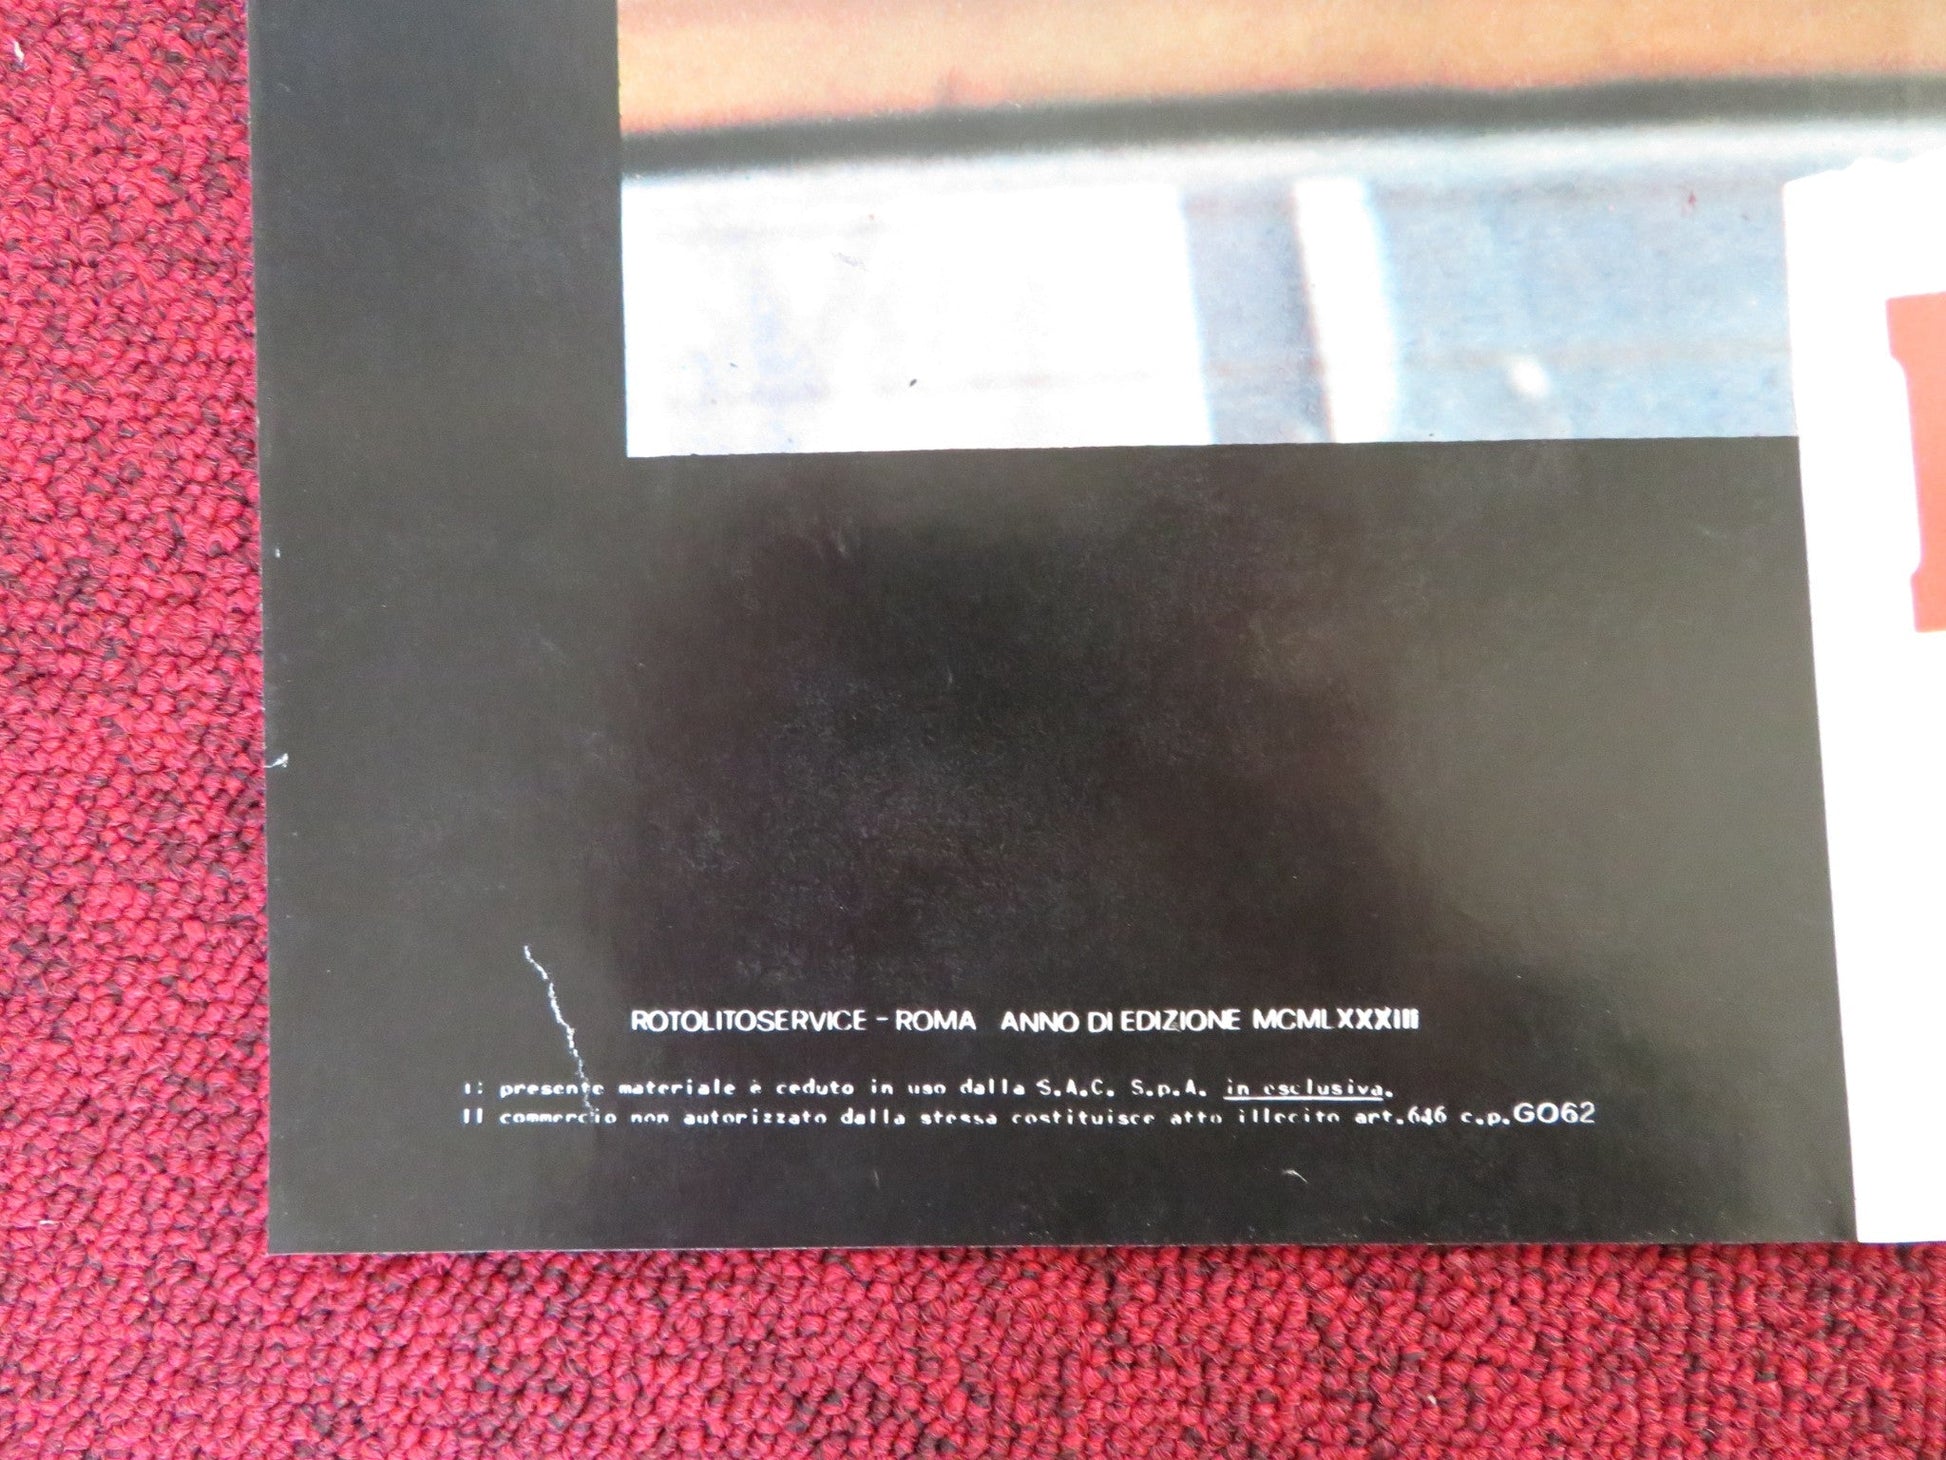 ROTOLITOSERVICE - ROMA ANNO DI EDIZIONE MCMLXXXIII
Il presente materiale è ceduto in uso dalla S.A.C. S.p.A. in esclusiva.
Il commercio non autorizzato dalla stessa costituisce atto illecito art.646 c.p.GO62